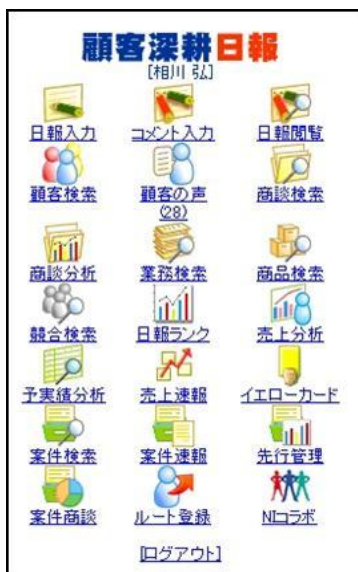 顧客深耕日報
[相川 弘]
日報入力 コメント入力 日報閲覧
顧客検索 顧客の声 商談検索
(28)
商談分析 業務検索 商品検索
競合検索 日報ランク 売上分析
予実績分析 売上速報 イエローカード
案件検索 案件速報 先行管理
案件商談 ルート登録 NIコラボ
[ログアウト]